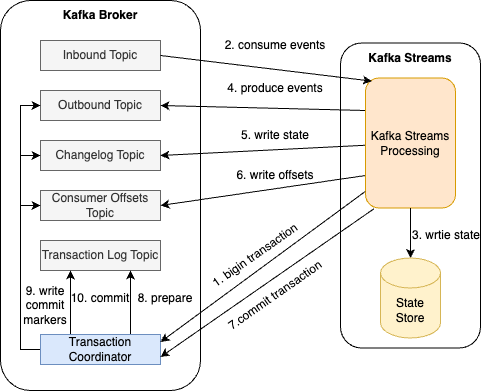 Kafka Broker
Inbound Topic
2. consume events
Kafka Streams
4. produce events
Outbound Topic
Kafka Streams
Processing
5. write state
Changelog Topic
6. write offsets
Consumer Offsets
Topic
1. bigin transaction
3. wrtie state
Transaction Log Topic
7.commit transaction
9. write
commit
markers
10. commit
8. prepare
State
Store
Transaction
Coordinator